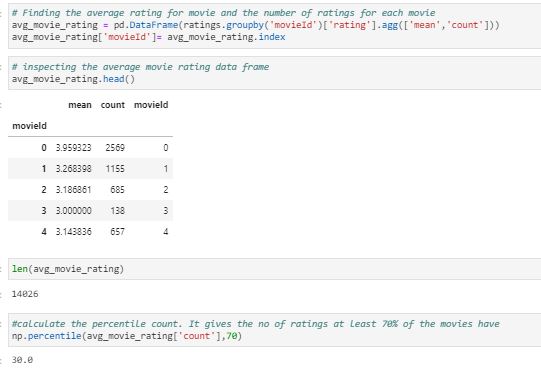 # Finding the average rating for movie and the number of ratings for each movie
avg_movie_rating = pd.DataFrame(ratings.groupby('movieId')['rating'].agg(['mean','count']))
avg_movie_rating['movieId']= avg_movie_rating.index
# inspecting the average movie rating data frame
avg_movie_rating.head()
mean count movieId
movieId
0 3.959323 2569 0
1 3.268398 1155 1
2 3.186861 685 2
3 3.000000 138 3
4 3.143836 657 4
len(avg_movie_rating)
14026
#calculate the percentile count. It gives the no of ratings at least 70% of the movies have
np.percentile(avg_movie_rating['count'],70)
30.0